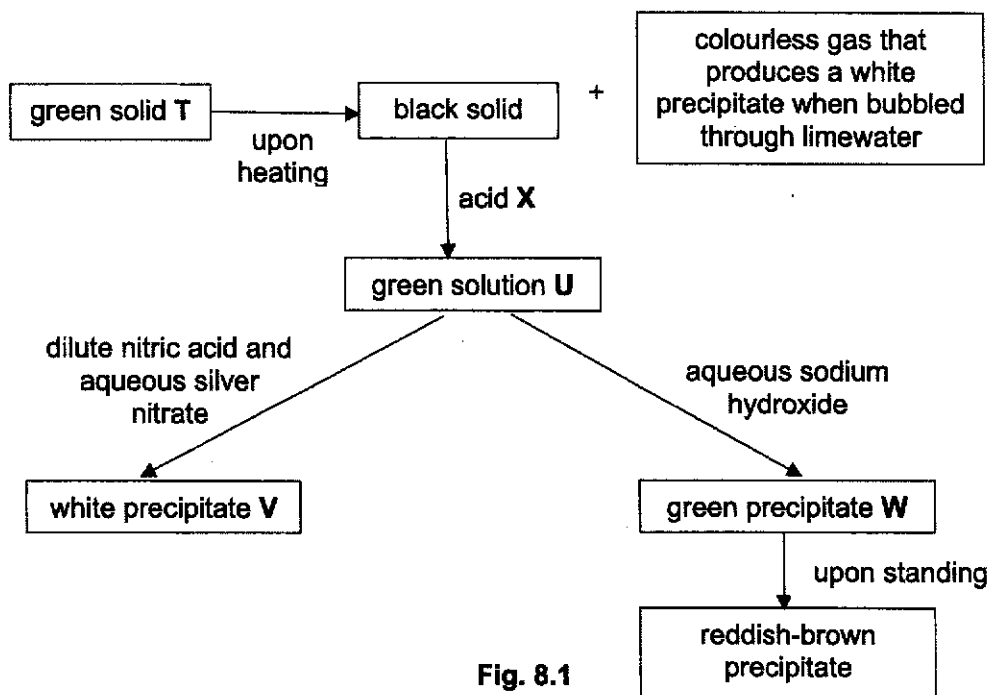 green solid T
upon
heating
black solid
+
colourless gas that
produces a white
precipitate when bubbled
through limewater
acid X
green solution U
dilute nitric acid and
aqueous silver
nitrate
aqueous sodium
hydroxide
white precipitate V
green precipitate W
upon standing
reddish-brown
precipitate
Fig. 8.1